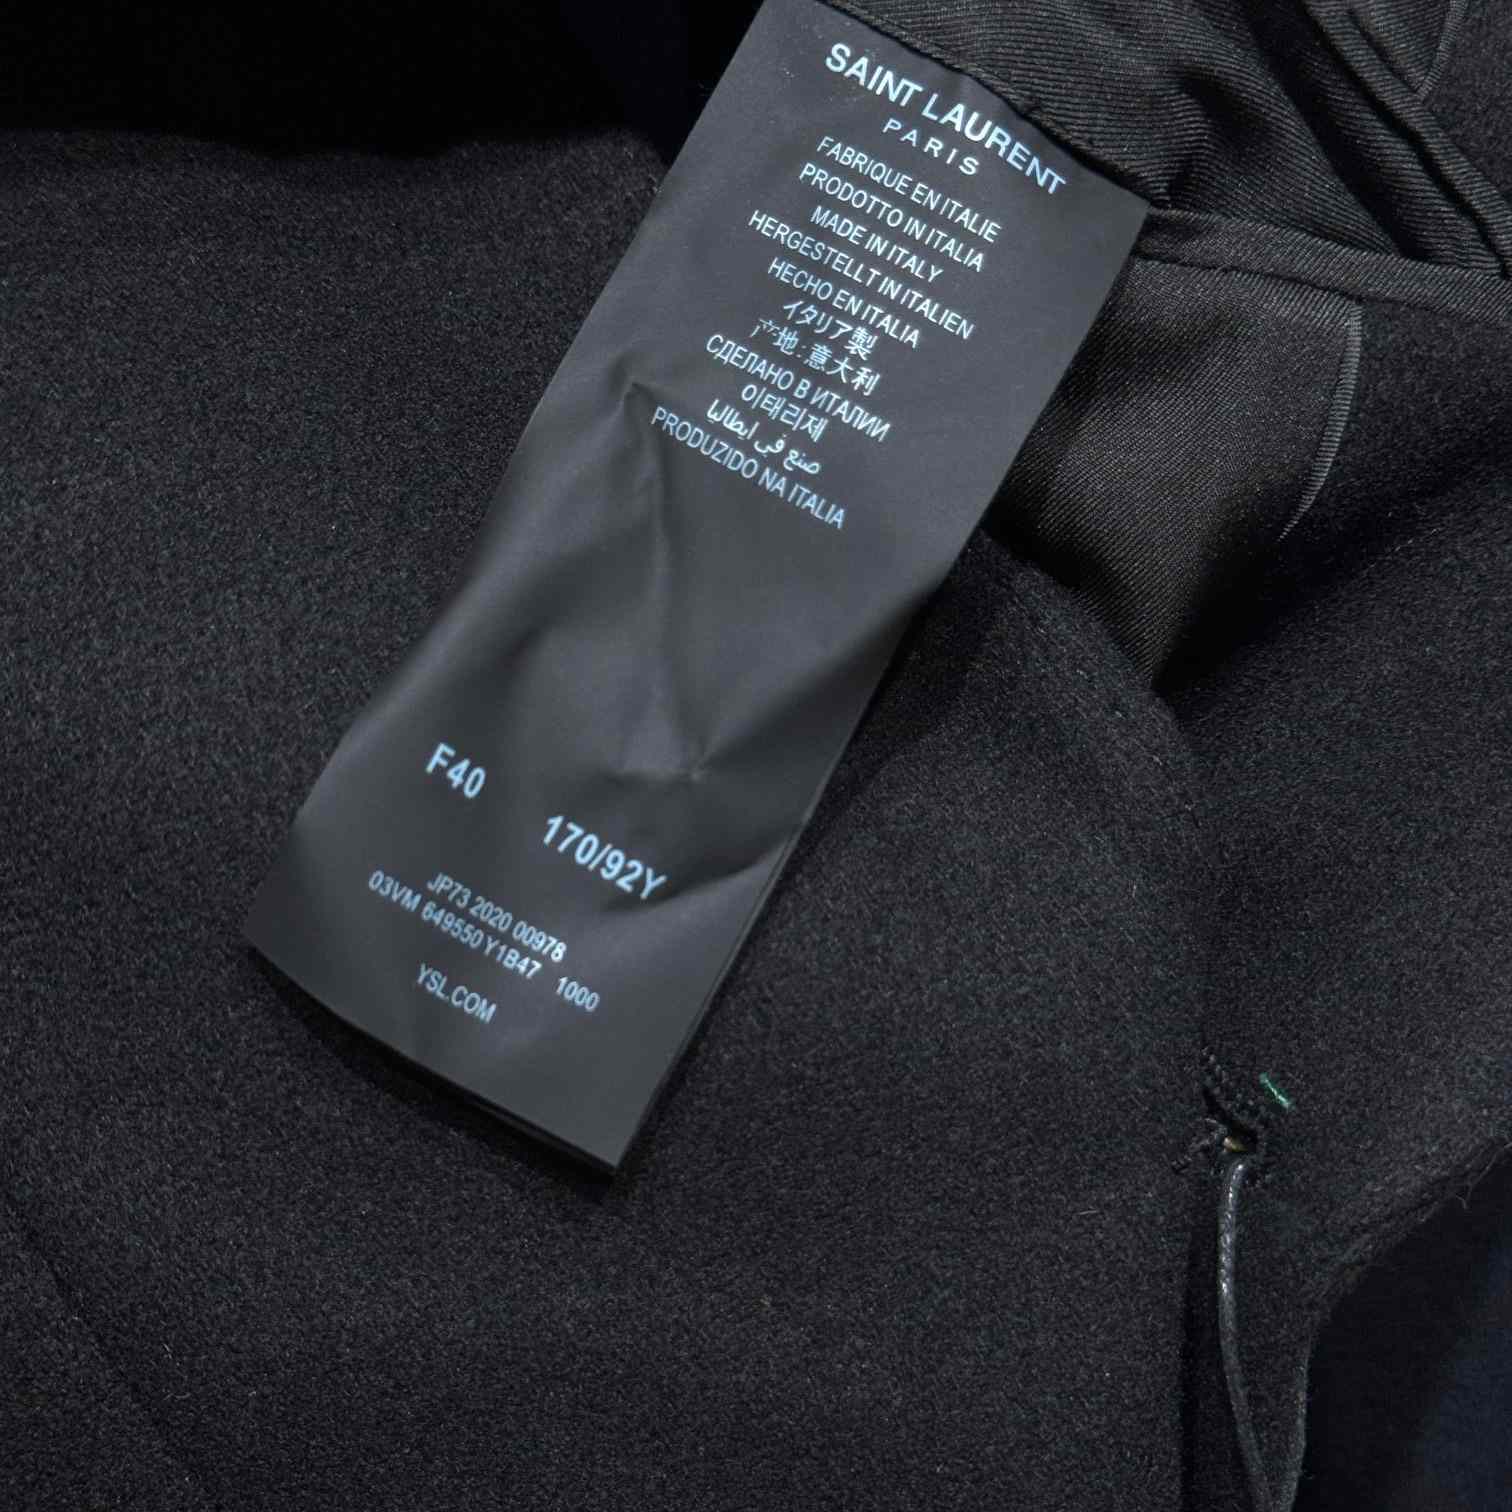 SAINT LAURENT
PARIS
FABRIQUE EN ITALIE
PRODOTTO IN ITALIA
MADE IN ITALY
HERGESTELLT IN ITALIEN
HECHO EN ITALIA
イタリア製
产地:意大利
СДЕЛАНО В ИТАЛИИ
이태리제
صنع في ايطاليا
PRODUZIDO NA ITALIA
F40 170/92Y
JP73 2020 00978
03VM 649550Y1B47 1000
YSL.COM